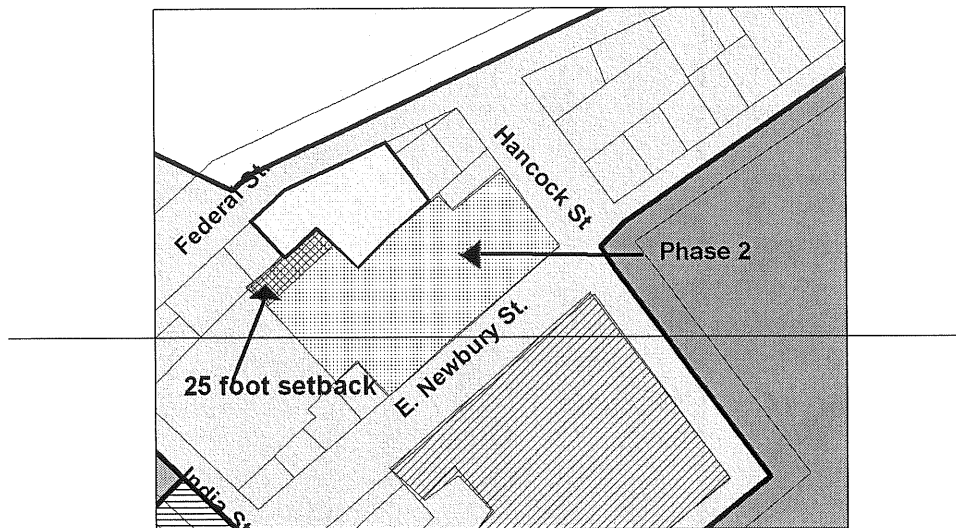 Hancock St
Federal St.
Phase 2
E. Newbury St.
25 foot setback
India St.